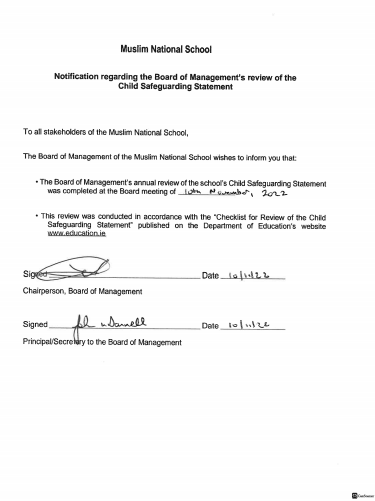 Muslim National School
Notification regarding the Board of Management's review of the
Child Safeguarding Statement
To all stakeholders of the Muslim National School,
The Board of Management of the Muslim National School wishes to inform you that:
• The Board of Management's annual review of the school's Child Safeguarding Statement
was completed at the Board meeting of 10th November, 2022
• This review was conducted in accordance with the "Checklist for Review of the Child
Safeguarding Statement" published on the Department of Education's website
www.education.ie
Signed Date 10/11/22
Chairperson, Board of Management
Signed Date 10/11/22
Principal/Secretary to the Board of Management
CamScanner